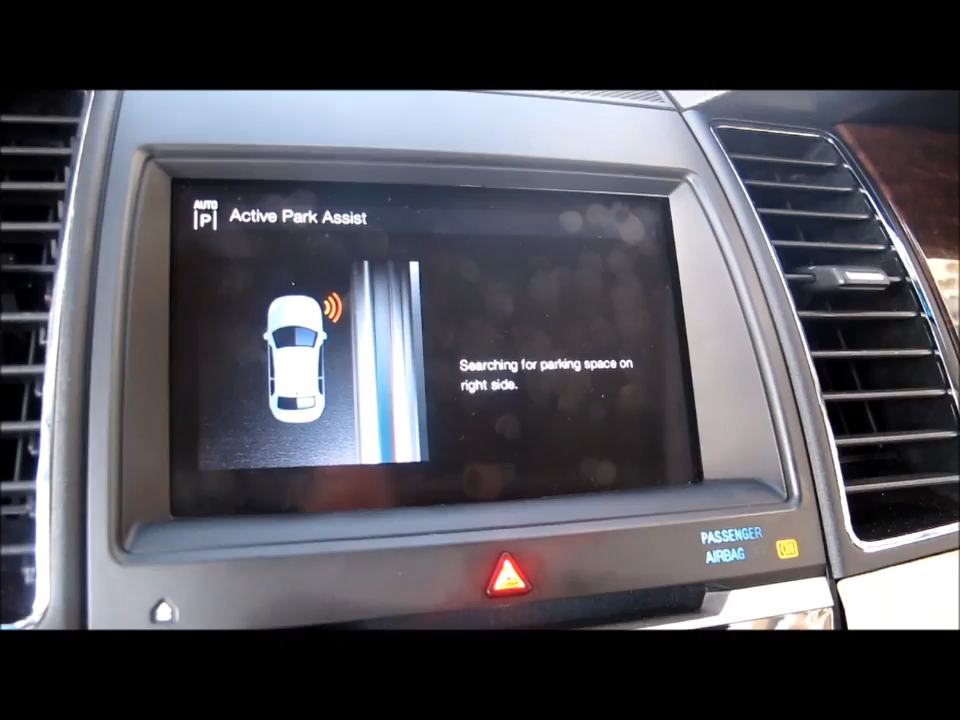 AUTO
P Active Park Assist
Searching for parking space on
right side.
PASSENGER
AIRBAG